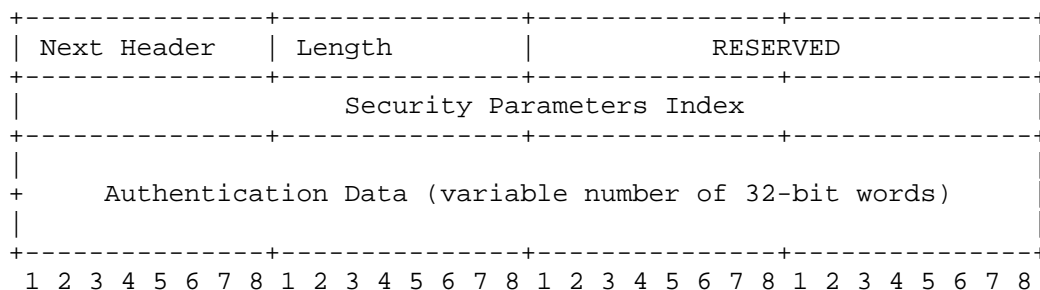 Next Header | Length | RESERVED
Security Parameters Index
Authentication Data (variable number of 32-bit words)
1 2 3 4 5 6 7 8 1 2 3 4 5 6 7 8 1 2 3 4 5 6 7 8 1 2 3 4 5 6 7 8